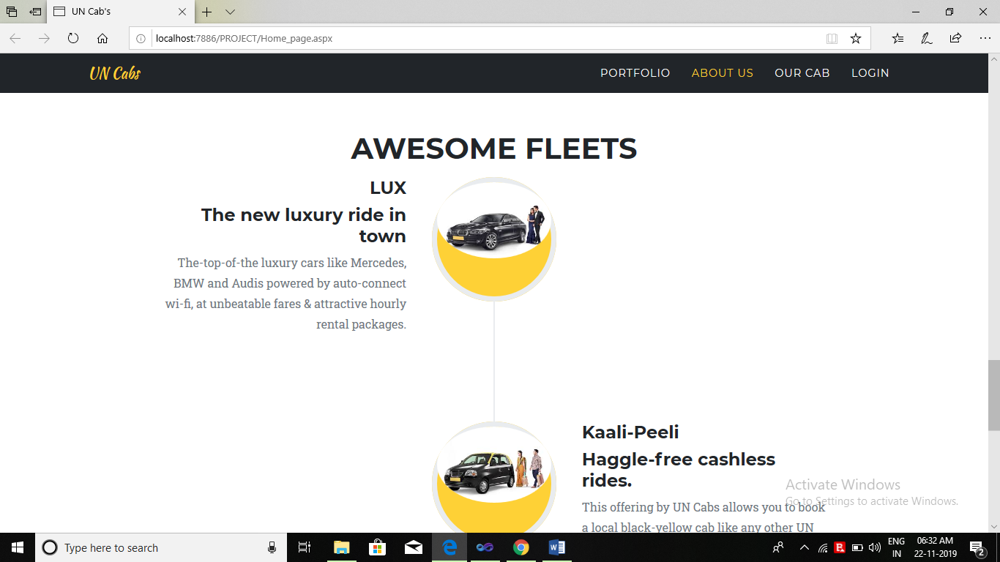 UN Cab's
localhost:7886/PROJECT/Home_page.aspx
UN Cabs
PORTFOLIO ABOUT US OUR CAB LOGIN
AWESOME FLEETS
LUX
The new luxury ride in
town
The-top-of-the luxury cars like Mercedes,
BMW and Audis powered by auto-connect
wi-fi, at unbeatable fares & attractive hourly
rental packages.
Kaali-Peeli
Haggle-free cashless
rides.
This offering by UN Cabs allows you to book
a local black-yellow cab like any other UN
Activate Windows
Go to Settings to activate Windows.
Type here to search
ENG
IN
06:32 AM
22-11-2019
2